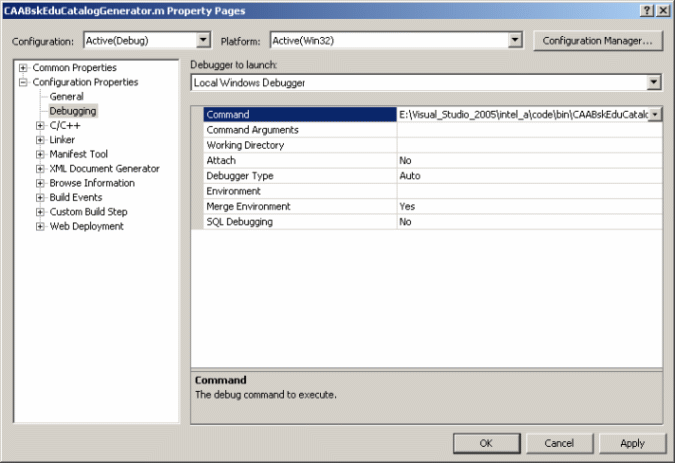 CAABskEduCatalogGenerator.m Property Pages
Configuration: Active(Debug) Platform: Active(Win32) Configuration Manager...
Common Properties
Configuration Properties
General
Debugging
C/C++
Linker
Manifest Tool
XML Document Generator
Browse Information
Build Events
Custom Build Step
Web Deployment
Debugger to launch:
Local Windows Debugger
Command E:\Visual_Studio_2005\intel_a\code\bin\CAABskEduCatalo
Command Arguments
Working Directory
Attach No
Debugger Type Auto
Environment
Merge Environment Yes
SQL Debugging No
Command
The debug command to execute.
OK Cancel Apply